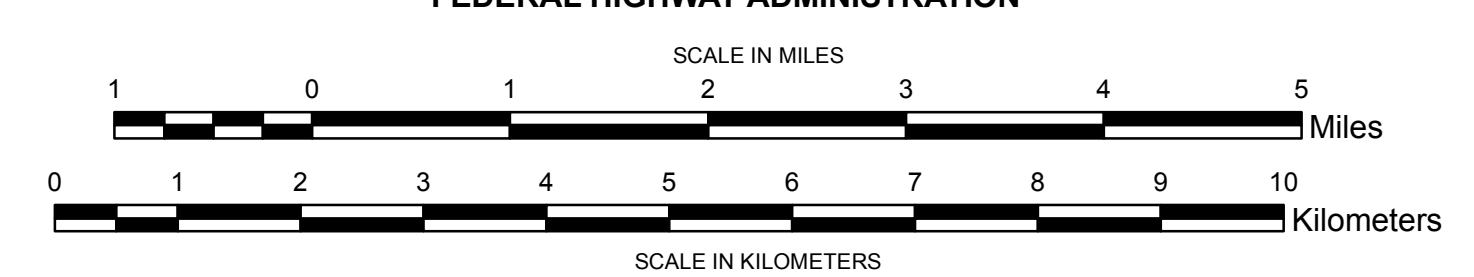 FEDERAL HIGHWAY ADMINISTRATION
SCALE IN MILES
1 0 1 2 3 4 5
Miles
0 1 2 3 4 5 6 7 8 9 10
Kilometers
SCALE IN KILOMETERS